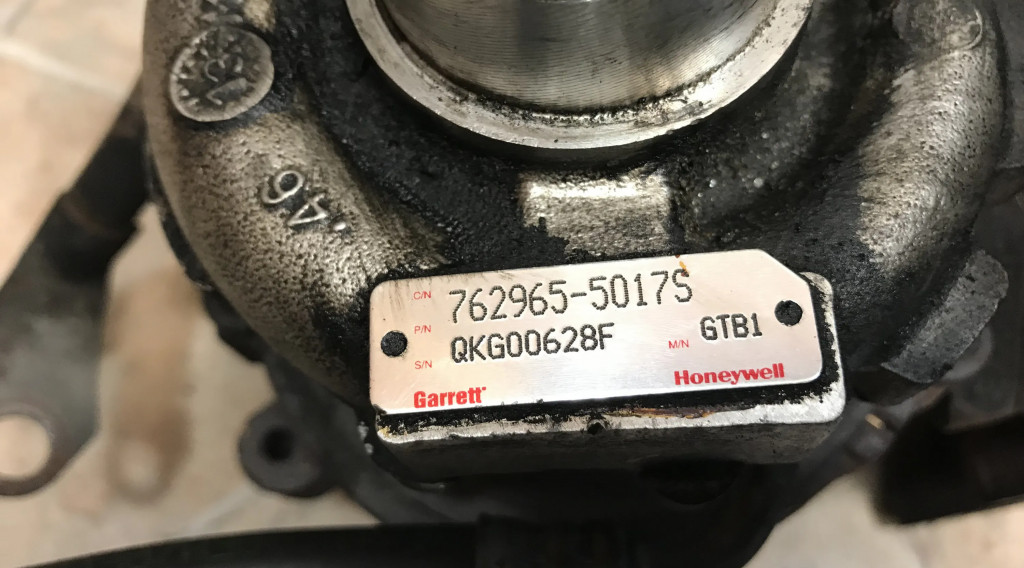 C/N
762965-5017S
P/N
QKG00628F
M/N GTB1
S/N
Garrett
Honeywell
46